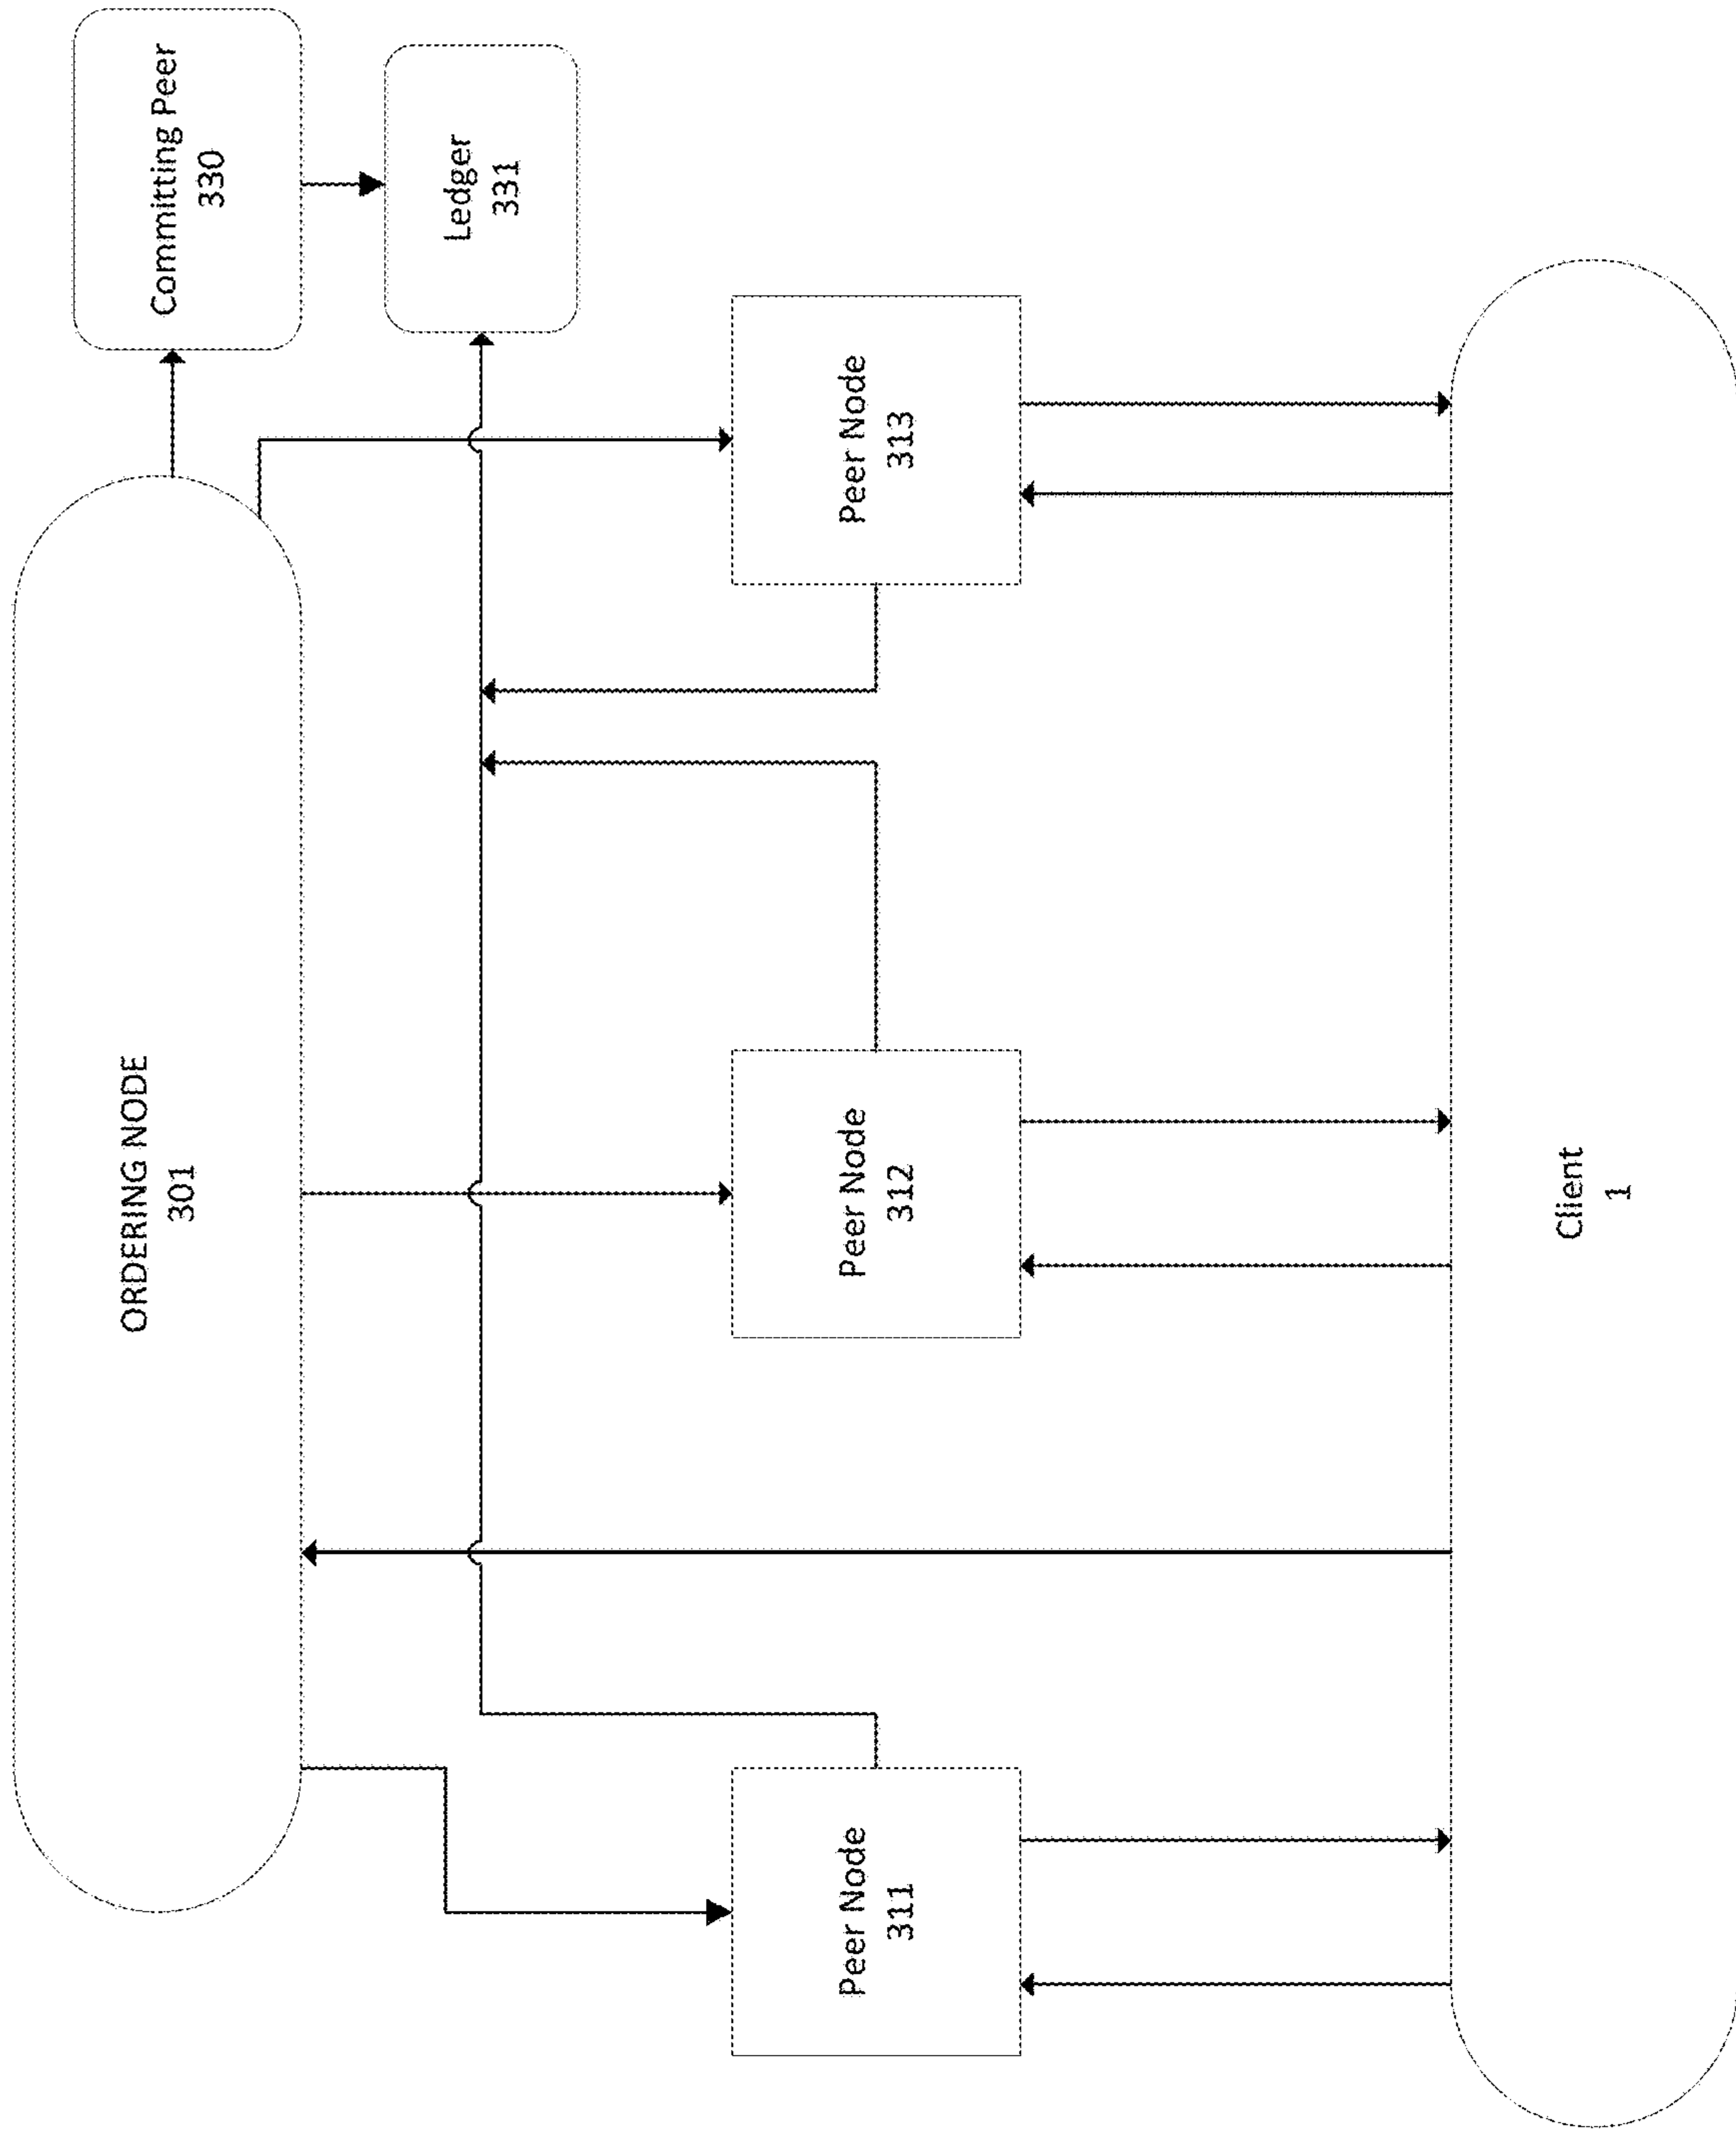 ORDERING NODE
301
Committing Peer
330
Ledger
331
Peer Node
311
Peer Node
312
Peer Node
313
Client
1